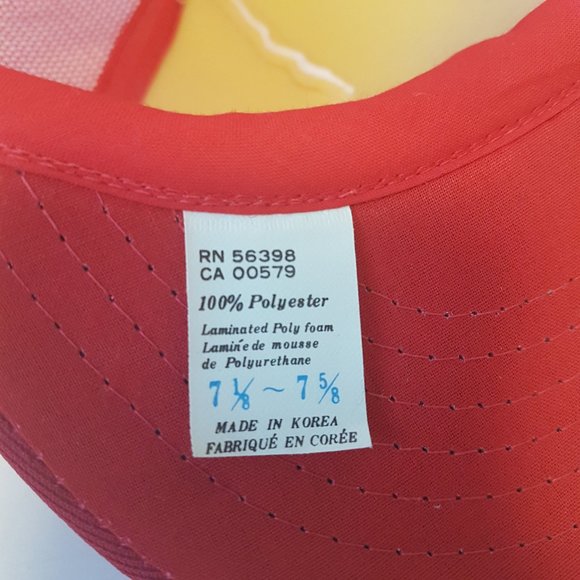 RN 56398
CA 00579
100% Polyester
Laminated Poly foam
Laminée de mousse
de Polyurethane
7 1/8 ~ 7 5/8
MADE IN KOREA
FABRIQUÉ EN CORÉE